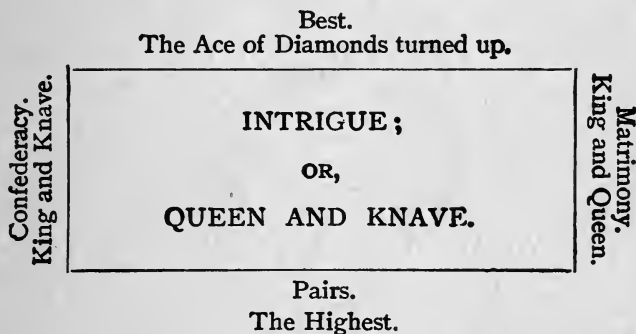 Best.
The Ace of Diamonds turned up.
Confederacy.
King and Knave.
INTRIGUE;
OR,
QUEEN AND KNAVE.
Matrimony.
King and Queen.
Pairs.
The Highest.